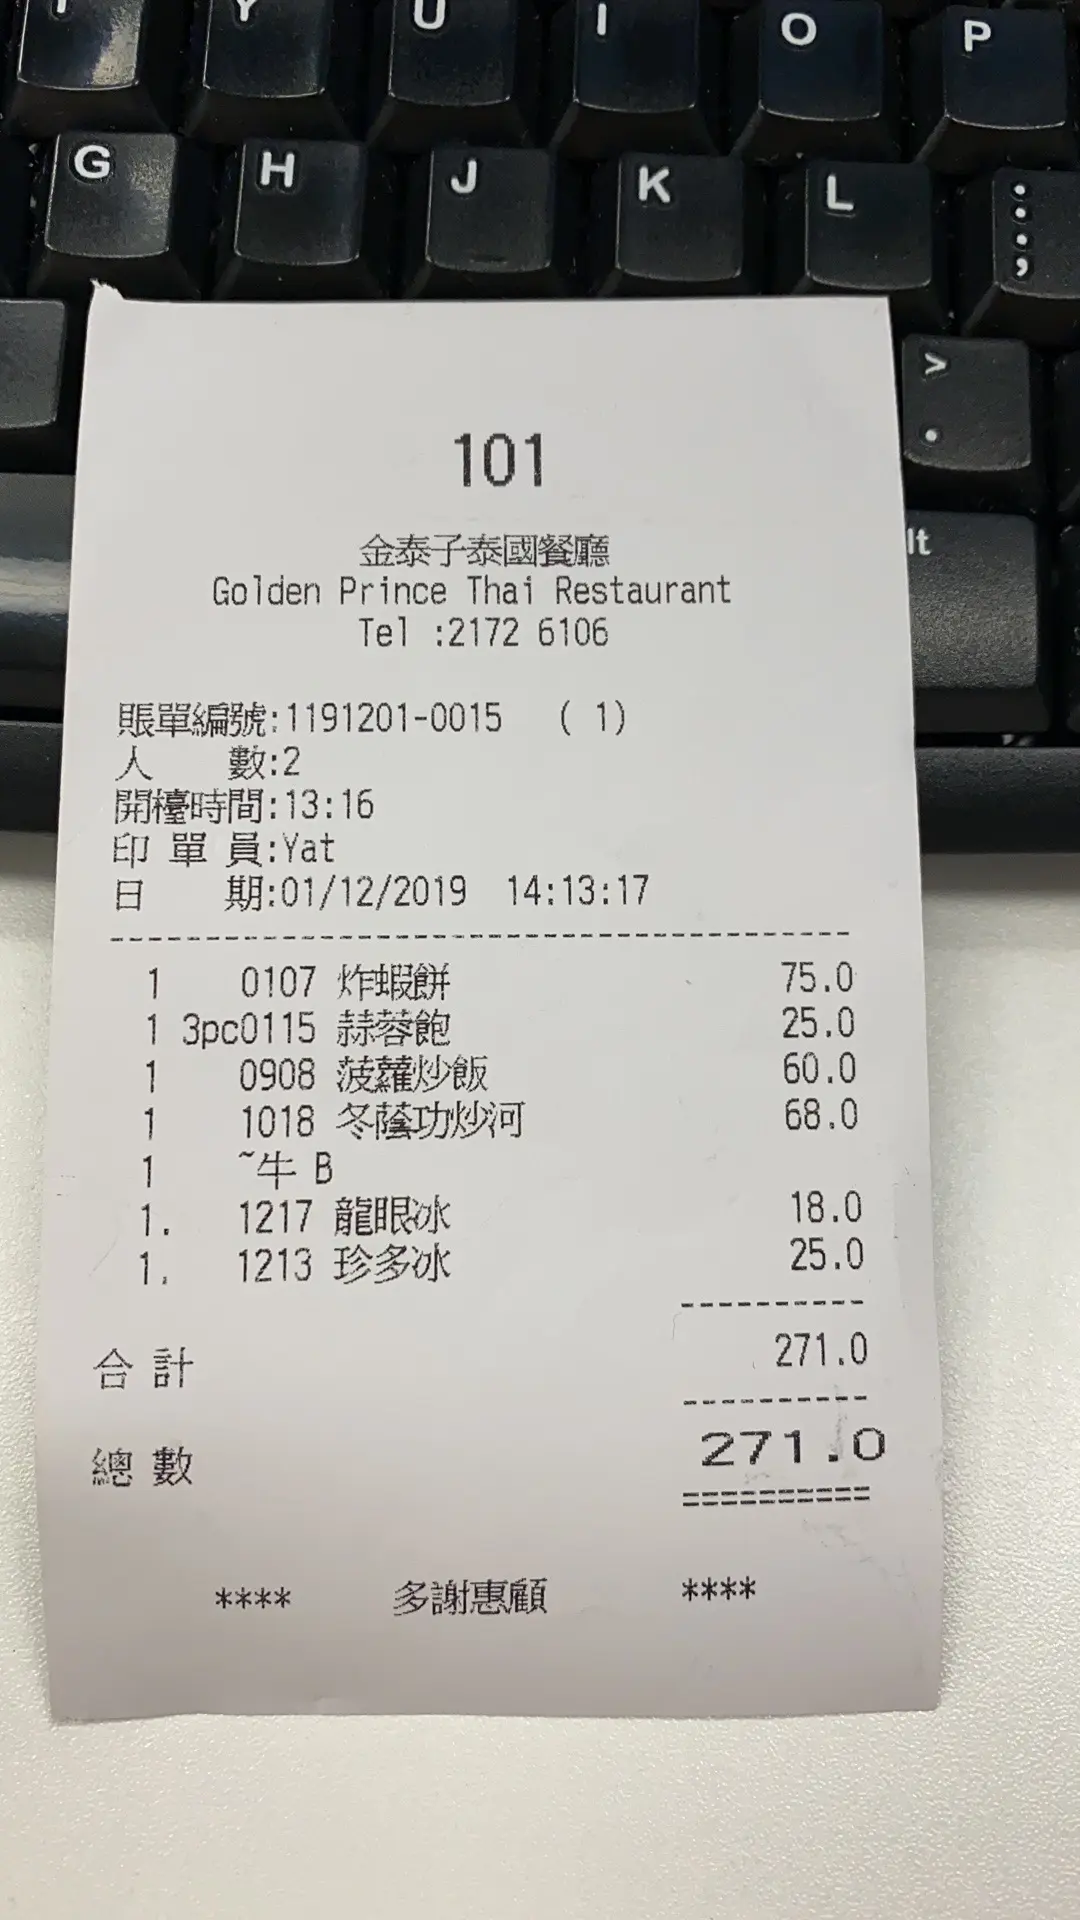 Y U I O P
G H J K L : ;
> .
lt
101
金泰子泰國餐廳
Golden Prince Thai Restaurant
Tel :2172 6106
賬單編號:1191201-0015 ( 1)
人 數:2
開檯時間:13:16
印 單 員:Yat
日 期:01/12/2019 14:13:17
1 0107 炸蝦餅 75.0
1 3pc0115 蒜蓉飽 25.0
1 0908 菠蘿炒飯 60.0
1 1018 冬蔭功炒河 68.0
1 ~牛 B
1. 1217 龍眼冰 18.0
1. 1213 珍多冰 25.0
合 計 271.0
總 數 271.0
**** 多謝惠顧 ****